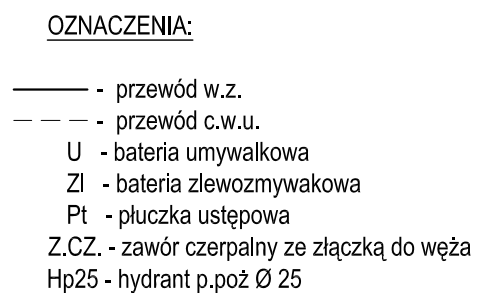 OZNACZENIA:
- przewód w.z.
- przewód c.w.u.
U - bateria umywalkowa
Zl - bateria zlewozmywakowa
Pt - płuczka ustępowa
Z.CZ. - zawór czerpalny ze złączką do węża
Hp25 - hydrant p.poż Ø 25